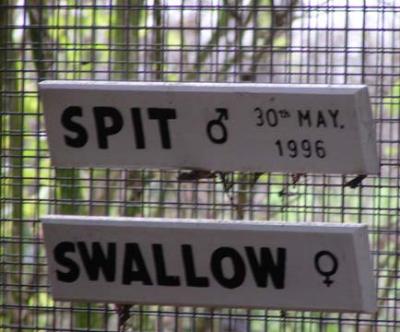 SPIT ♂ 30th MAY.
1996
SWALLOW ♀